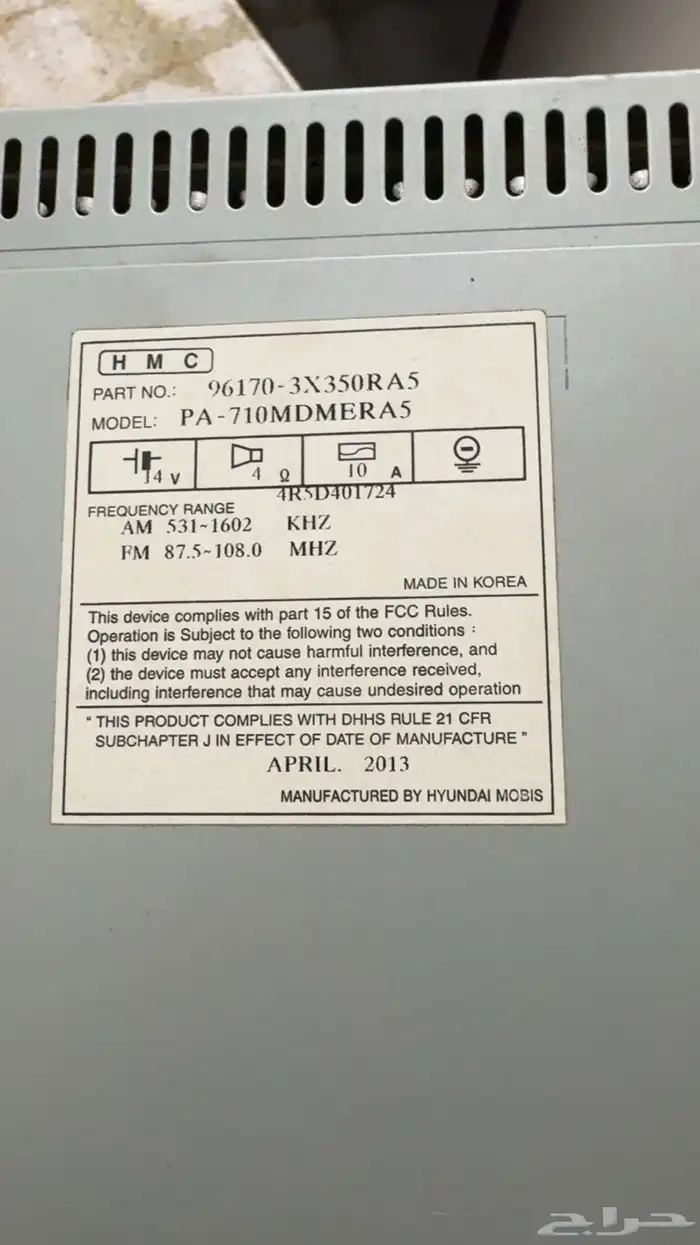 HMC
PART NO.: 96170-3X350RA5
MODEL: PA-710MDMERA5
14 V 4 Ω 10 A
4R5D401724
FREQUENCY RANGE
AM 531~1602 KHZ
FM 87.5~108.0 MHZ
MADE IN KOREA
This device complies with part 15 of the FCC Rules.
Operation is Subject to the following two conditions :
(1) this device may not cause harmful interference, and
(2) the device must accept any interference received,
including interference that may cause undesired operation
" THIS PRODUCT COMPLIES WITH DHHS RULE 21 CFR
SUBCHAPTER J IN EFFECT OF DATE OF MANUFACTURE "
APRIL. 2013
MANUFACTURED BY HYUNDAI MOBIS
حراج